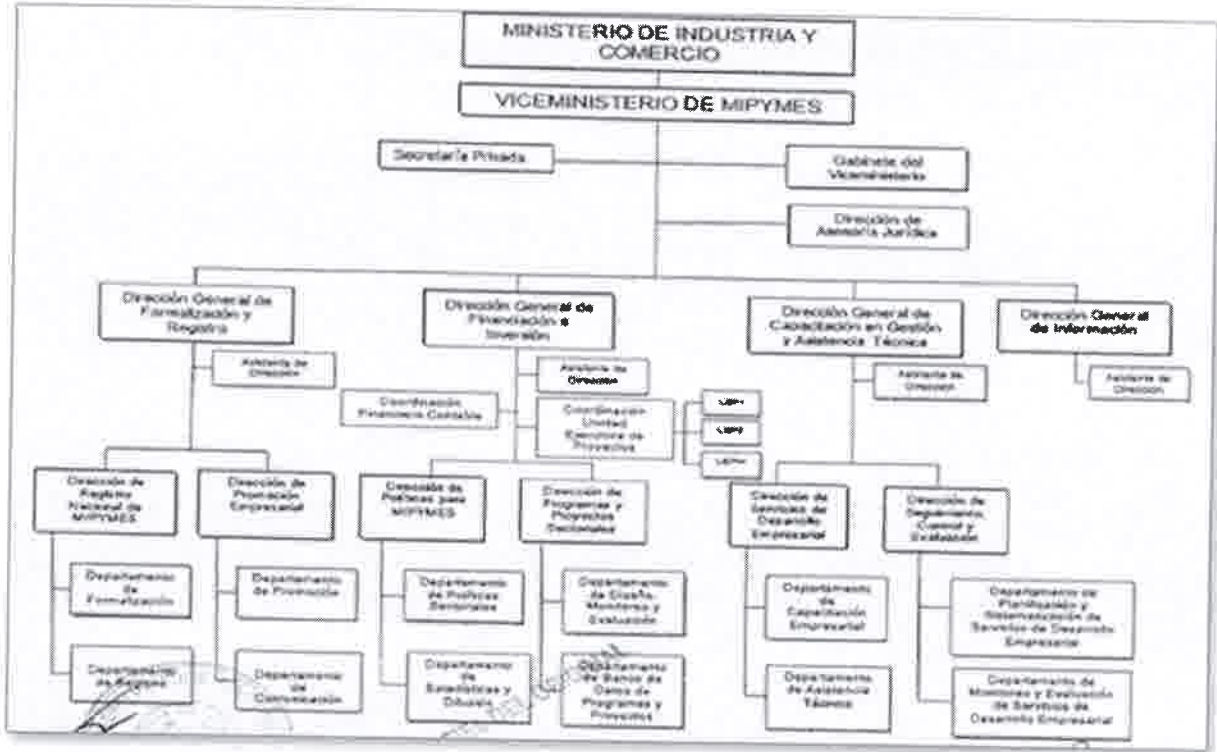 MINISTERIO DE INDUSTRIA Y
COMERCIO
VICEMINISTERIO DE MIPYMES
Secretaría Privada
Gabinete del
Viceministerio
Dirección de
Asesoría Jurídica
Dirección General de
Formalización y
Registro
Dirección General de
Financiación e
Inversión
Dirección General de
Capacitación en Gestión
y Asistencia Técnica
Dirección General
de Información
Asistente de
Dirección
Asistente de
Dirección
Asistente de
Dirección
Asistente de
Dirección
Coordinación
Financiero Contable
Coordinación
Unidad
Ejecutora de
Proyectos
Dirección de
Registro
Nacional de
MIPYMES
Dirección de
Promoción
Empresarial
Dirección de
Políticas para
MIPYMES
Dirección de
Programas y
Proyectos
Sectoriales
Dirección de
Servicios de
Desarrollo
Empresarial
Dirección de
Seguimiento,
Control y
Evaluación
Departamento
de
Formalización
Departamento
de Promoción
Departamento
de Políticas
Sectoriales
Departamento
de Diseño,
Monitoreo y
Evaluación
Departamento
de
Capacitación
Empresarial
Departamento de
Planificación y
Sistematización de
Servicios de Desarrollo
Empresarial
Departamento
de Registro
Departamento
de
Comunicación
Departamento
de
Estadísticas y
Difusión
Departamento
de Banco de
Datos de
Programas y
Proyectos
Departamento
de Asistencia
Técnica
Departamento de
Monitoreo y Evaluación
de Servicios de
Desarrollo Empresarial